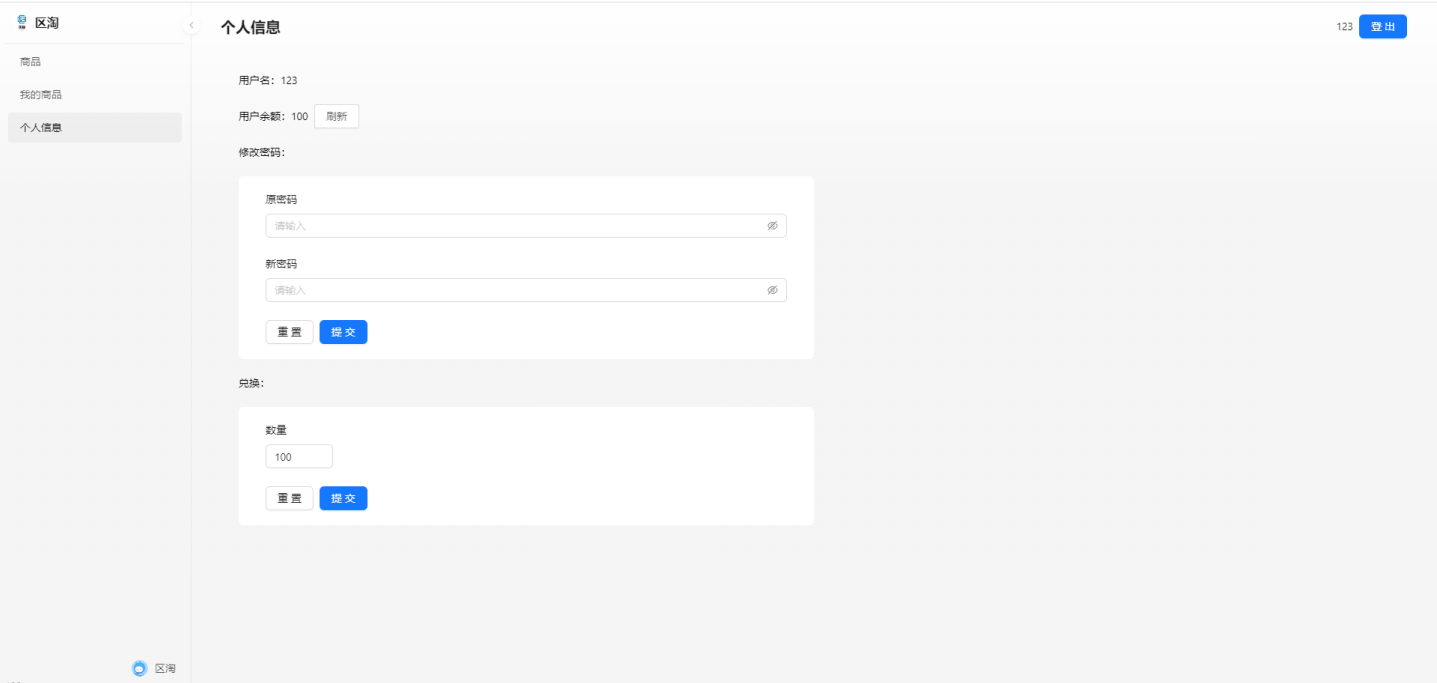 区淘
商品
我的商品
个人信息
个人信息
123 登出
用户名：123
用户余额：100 刷新
修改密码：
原密码
请输入
新密码
请输入
重置 提交
兑换：
数量
100
重置 提交
区淘